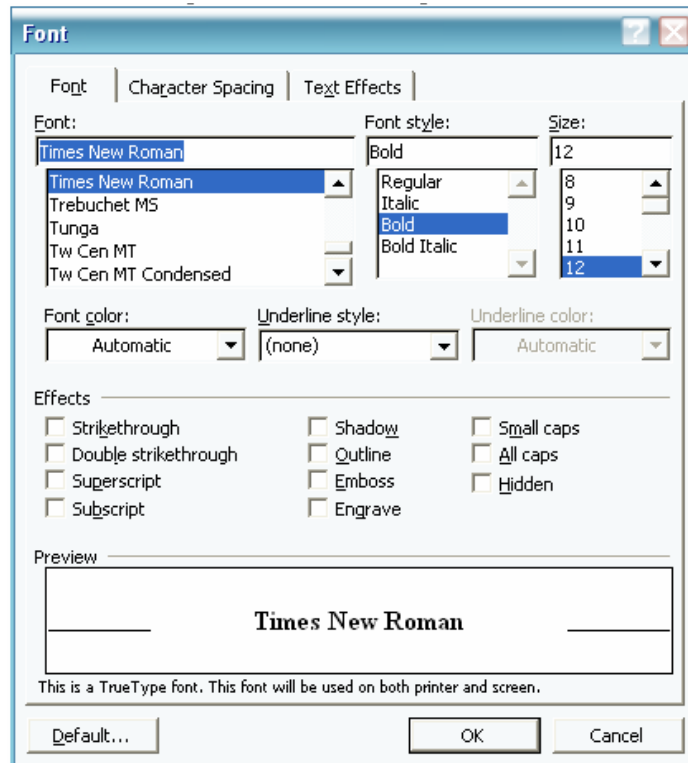 Font
Font Character Spacing Text Effects
Font: Font style: Size:
Times New Roman Bold 12
Times New Roman Regular 8
Trebuchet MS Italic 9
Tunga Bold 10
Tw Cen MT Bold Italic 11
Tw Cen MT Condensed 12
Font color: Underline style: Underline color:
Automatic (none) Automatic
Effects
Strikethrough Shadow Small caps
Double strikethrough Outline All caps
Superscript Emboss Hidden
Subscript Engrave
Preview
Times New Roman
This is a TrueType font. This font will be used on both printer and screen.
Default... OK Cancel